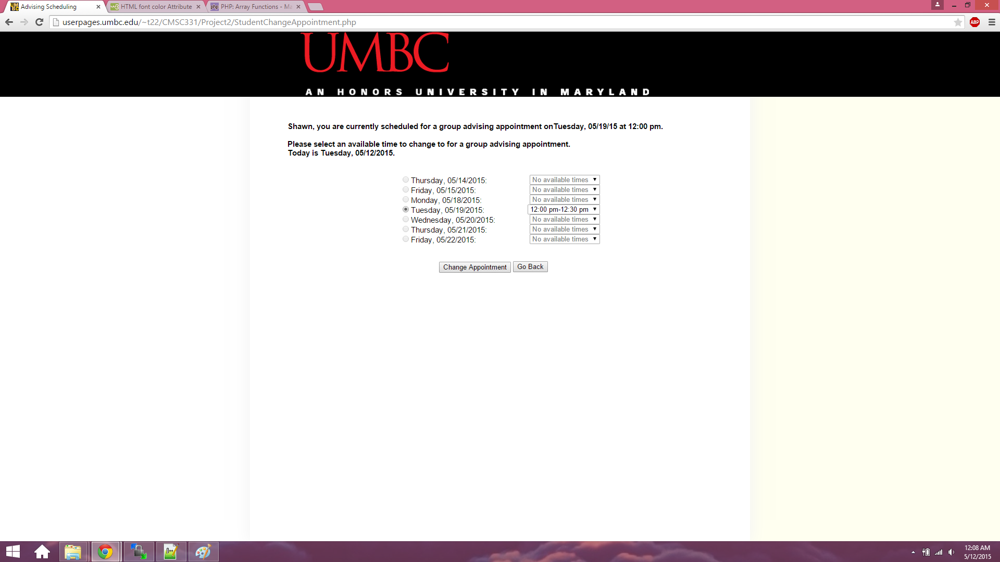 Advising Scheduling
HTML font color Attribute
PHP: Array Functions - Ma
userpages.umbc.edu/~t22/CMSC331/Project2/StudentChangeAppointment.php
ABP
UMBC
AN HONORS UNIVERSITY IN MARYLAND
Shawn, you are currently scheduled for a group advising appointment onTuesday, 05/19/15 at 12:00 pm.
Please select an available time to change to for a group advising appointment.
Today is Tuesday, 05/12/2015.
Thursday, 05/14/2015: No available times
Friday, 05/15/2015: No available times
Monday, 05/18/2015: No available times
Tuesday, 05/19/2015: 12:00 pm-12:30 pm
Wednesday, 05/20/2015: No available times
Thursday, 05/21/2015: No available times
Friday, 05/22/2015: No available times
Change Appointment Go Back
12:08 AM
5/12/2015